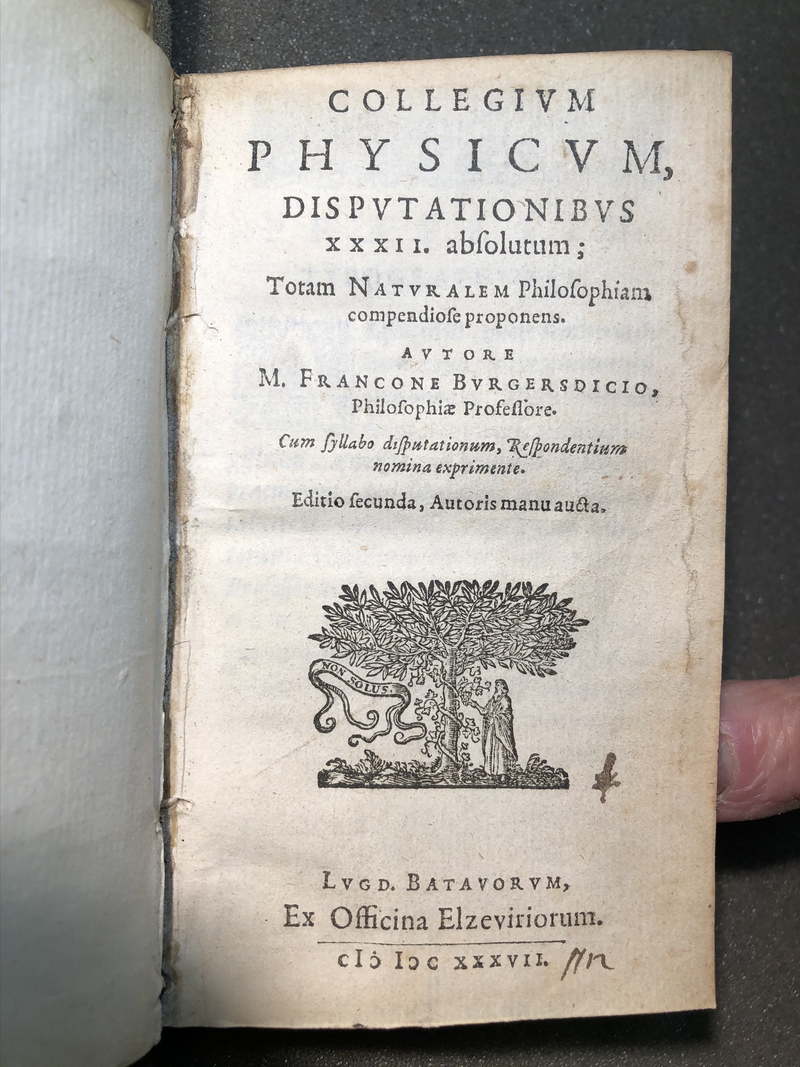 COLLEGIVM
PHYSICVM,
DISPVTATIONIBVS
XXXII. abſolutum;
Totam NATVRALEM Philoſophiam
compendioſe proponens.
AVTORE
M. FRANCONE BVRGERSDICIO,
Philoſophiæ Profeſſore.
Cum ſyllabo diſputationum, Reſpondentium
nomina exprimente.
Editio ſecunda, Autoris manu aucta.
NON SOLUS.
LVGD. BATAVORVM,
Ex Officina Elzeviriorum.
cIↄ Iↄc XXXVII.